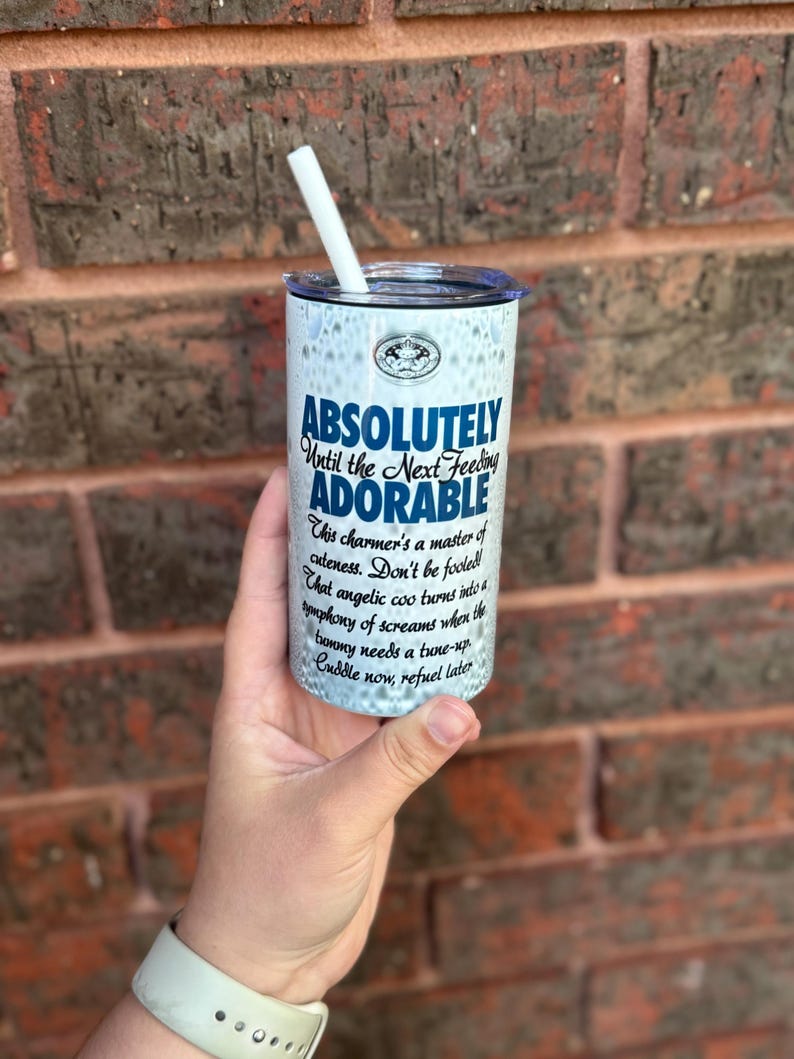 ABSOLUTELY
Until the Next Feeding
ADORABLE
This charmer's a master of
cuteness. Don't be fooled!
That angelic coo turns into a
symphony of screams when the
tummy needs a tune-up.
Cuddle now, refuel later